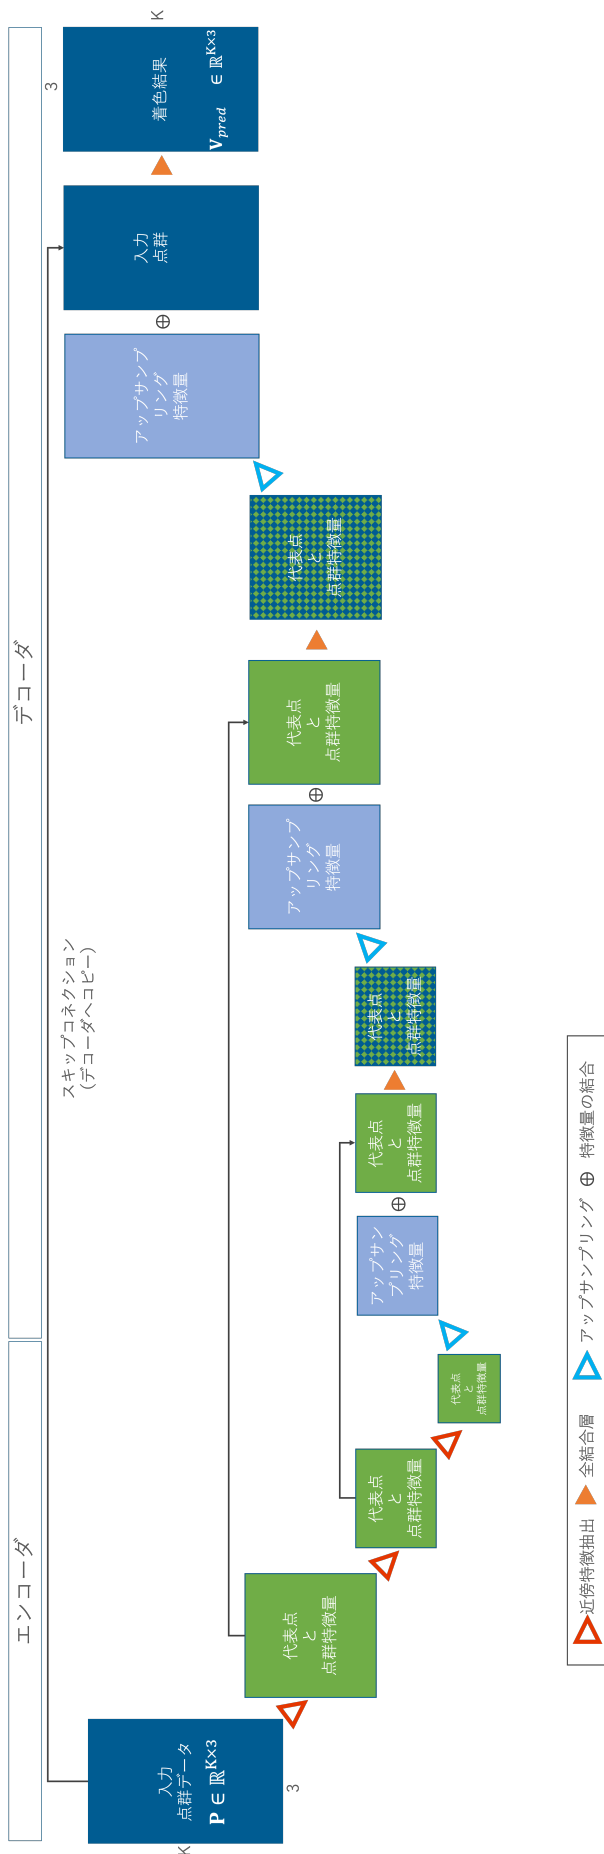 エンコーダ
デコーダ
スキップコネクション
(デコーダへコピー)
K
入力
点群データ
P ∈ ℝ^{K×3}
3
代表点
と
点群特徴量
代表点
と
点群特徴量
代表点
と
点群特徴量
アップサン
プリング
特徴量
⊕
代表点
と
点群特徴量
代表点
と
点群特徴量
アップサンプ
リング
特徴量
⊕
代表点
と
点群特徴量
代表点
と
点群特徴量
アップサンプ
リング
特徴量
⊕
入力
点群
3
着色結果
V_{pred} ∈ ℝ^{K×3}
K
近傍特徴抽出 全結合層 アップサンプリング ⊕ 特徴量の結合